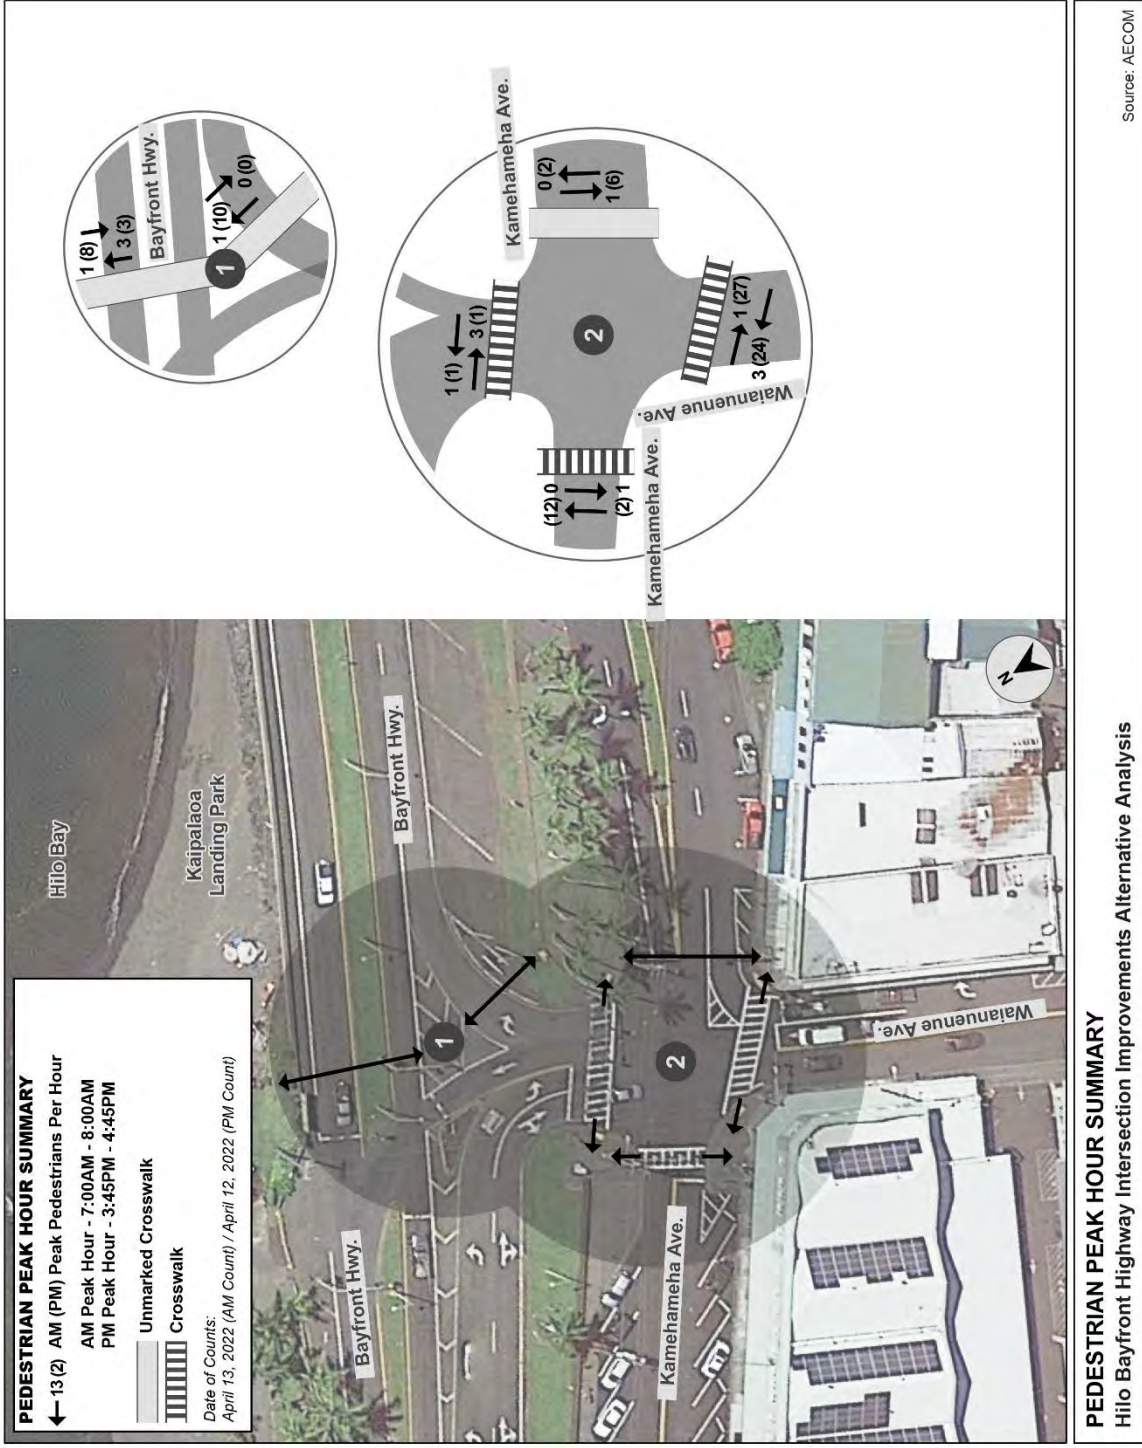 PEDESTRIAN PEAK HOUR SUMMARY
13(2) AM (PM) Peak Pedestrians Per Hour
AM Peak Hour - 7:00AM - 8:00AM
PM Peak Hour - 3:45PM - 4:45PM
Unmarked Crosswalk
Crosswalk
Date of Counts:
April 13, 2022 (AM Count) / April 12, 2022 (PM Count)
Hilo Bay
Kaipalaoa
Landing Park
Bayfront Hwy.
Bayfront Hwy.
1
2
Kamehameha Ave.
Waianuenue Ave.
N
1 (8)
3 (3)
Bayfront Hwy.
1 (10)
0 (0)
1
Kamehameha Ave.
1 (1)
3 (1)
0 (2)
1 (6)
2
(12) 0
(2) 1
Kamehameha Ave.
Waianuenue Ave.
3 (24)
1 (27)
PEDESTRIAN PEAK HOUR SUMMARY
Hilo Bayfront Highway Intersection Improvements Alternative Analysis
Source: AECOM